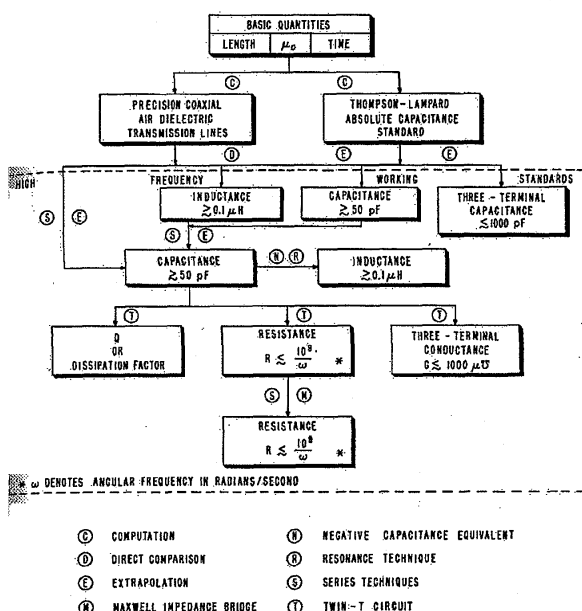 BASIC QUANTITIES
LENGTH μ₀ TIME
Ⓒ Ⓒ
PRECISION COAXIAL
AIR DIELECTRIC
TRANSMISSION LINES
THOMPSON-LAMPARD
ABSOLUTE CAPACITANCE
STANDARD
Ⓓ Ⓔ Ⓔ
HIGH FREQUENCY WORKING STANDARDS
INDUCTANCE
≳0.1 μH
CAPACITANCE
≳50 pF
THREE-TERMINAL
CAPACITANCE
≤1000 pF
Ⓢ Ⓔ Ⓢ Ⓔ
CAPACITANCE
≳50 pF
Ⓝ Ⓡ
INDUCTANCE
≳0.1 μH
Ⓣ Ⓣ Ⓣ
Q
OR
DISSIPATION FACTOR
RESISTANCE
R ≲ 10⁸/ω *
THREE-TERMINAL
CONDUCTANCE
G ≲ 1000 μ℧
Ⓢ Ⓜ
RESISTANCE
R ≲ 10⁸/ω *
* ω DENOTES ANGULAR FREQUENCY IN RADIANS/SECOND
Ⓒ COMPUTATION
Ⓓ DIRECT COMPARISON
Ⓔ EXTRAPOLATION
Ⓜ MAXWELL IMPEDANCE BRIDGE
Ⓝ NEGATIVE CAPACITANCE EQUIVALENT
Ⓡ RESONANCE TECHNIQUE
Ⓢ SERIES TECHNIQUES
Ⓣ TWIN-T CIRCUIT